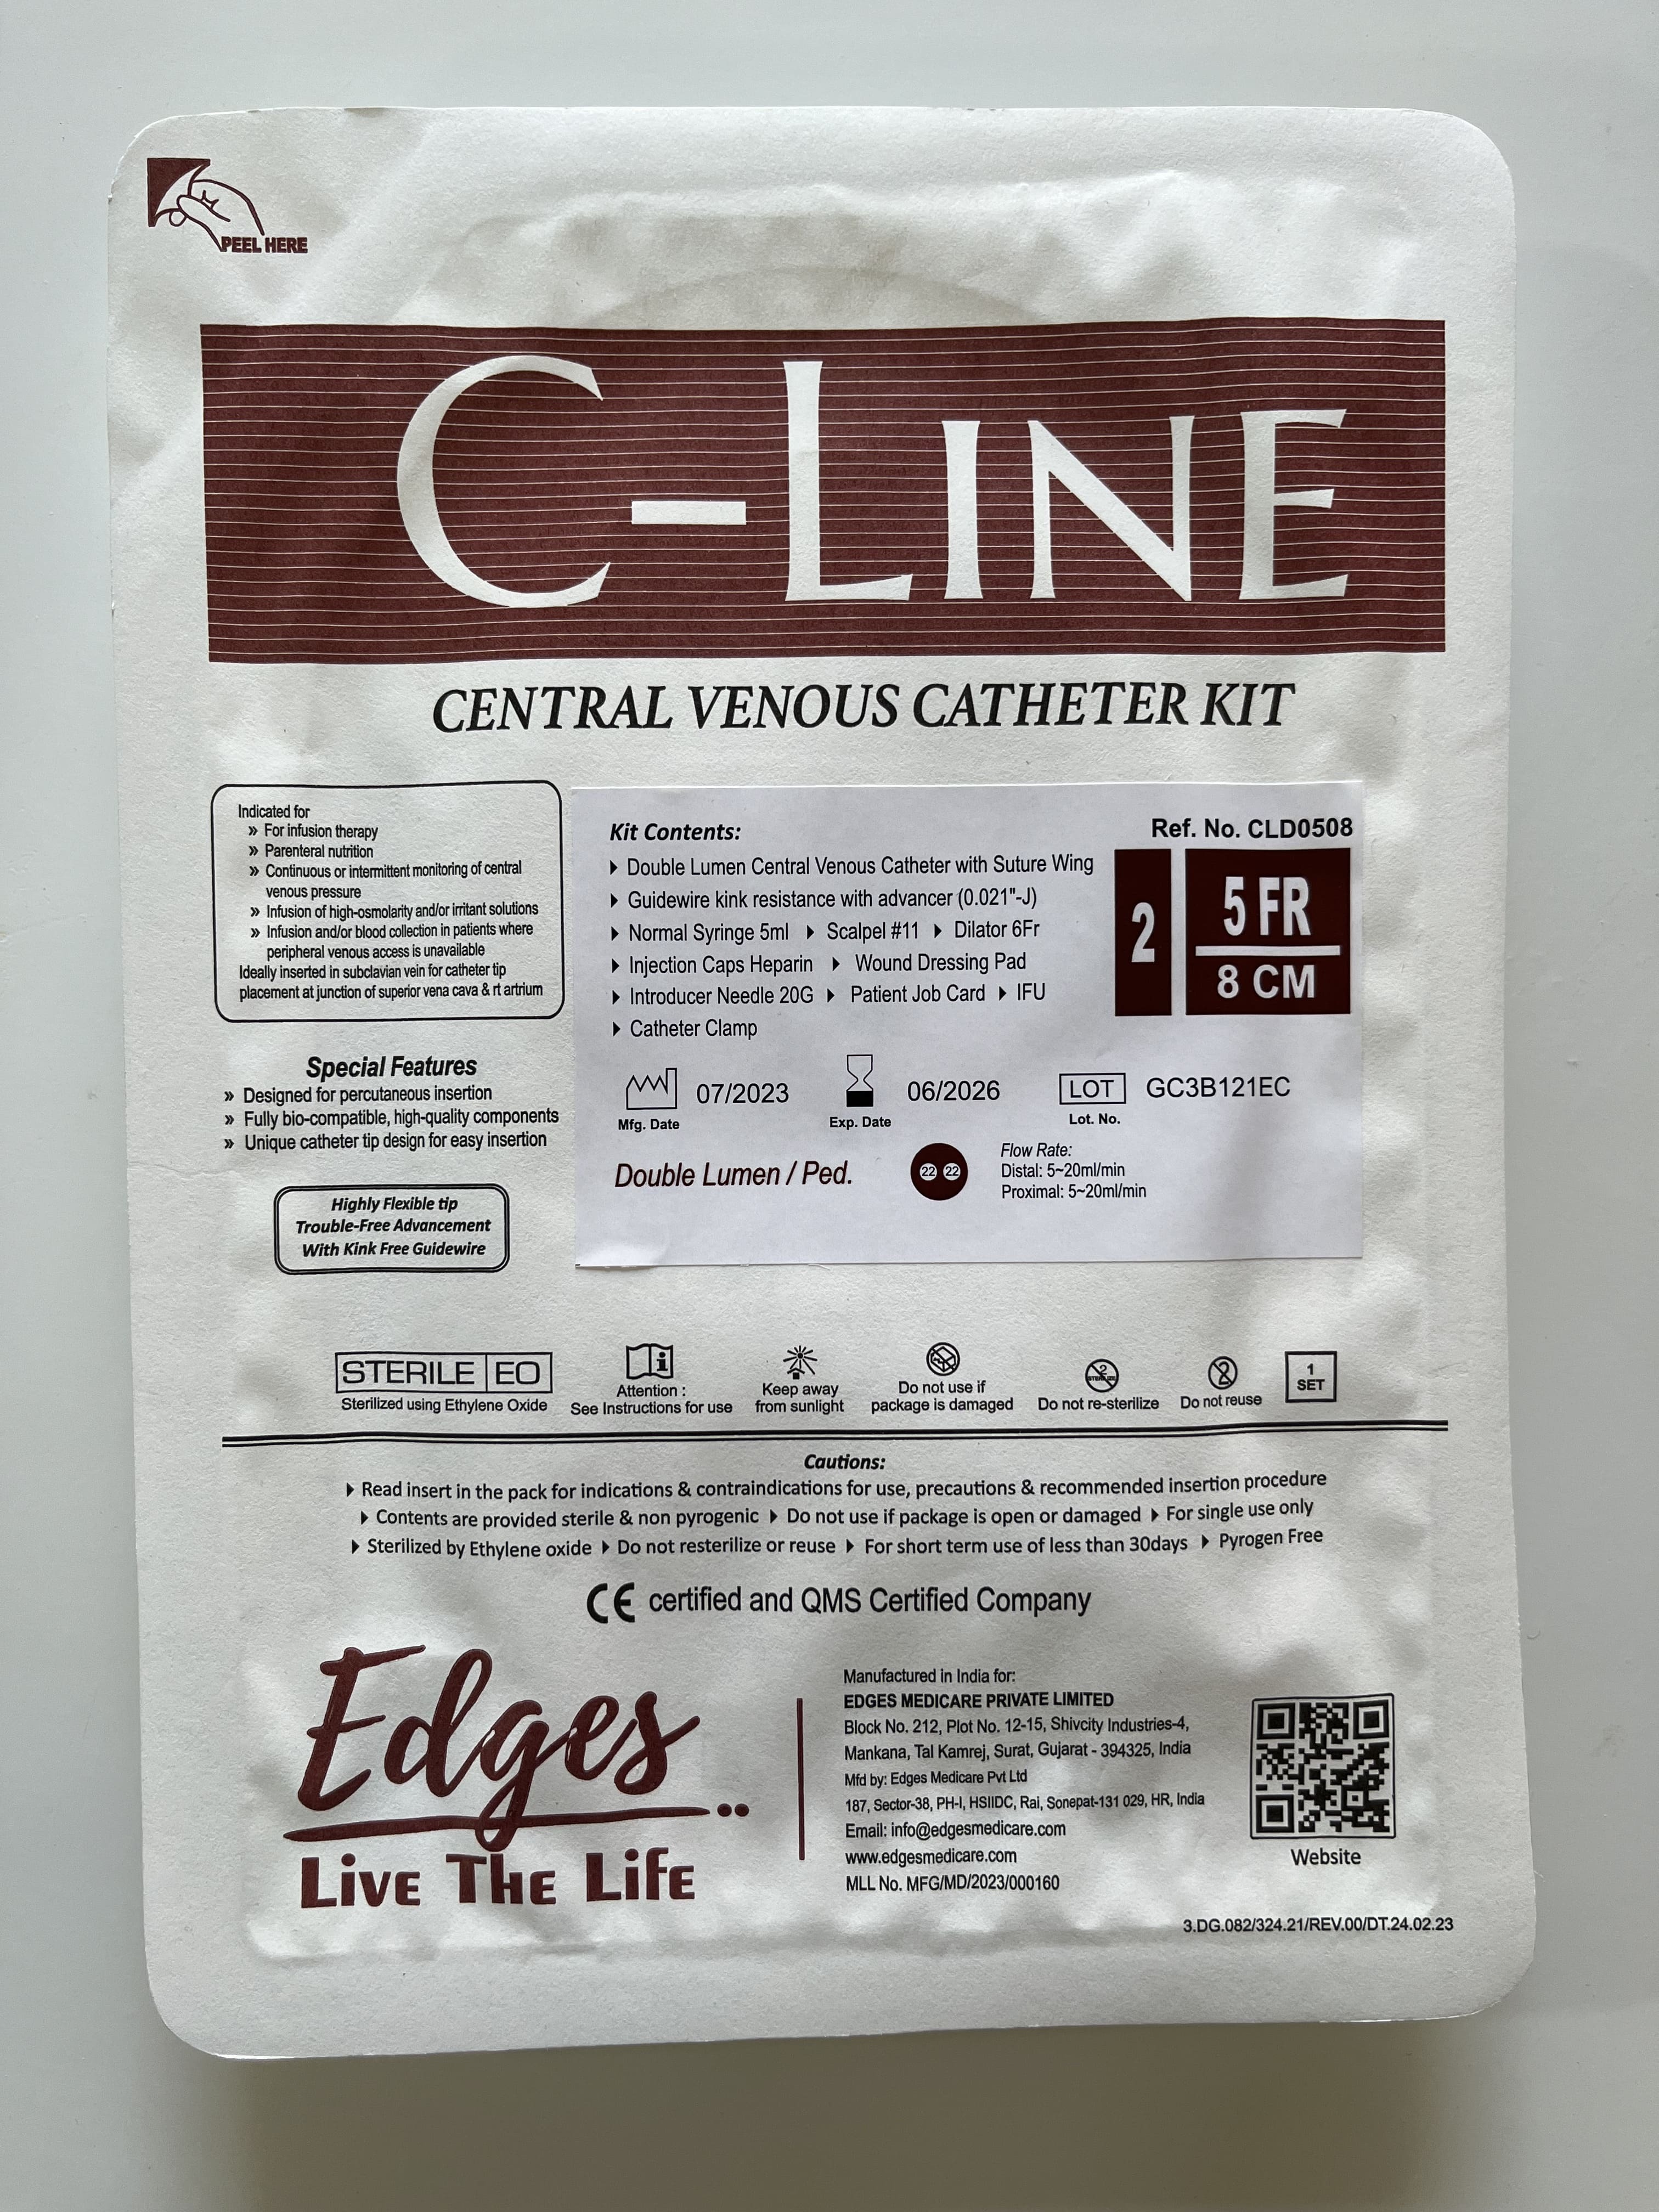 PEEL HERE
C-LINE
CENTRAL VENOUS CATHETER KIT
Indicated for
» For infusion therapy
» Parenteral nutrition
» Continuous or intermittent monitoring of central
venous pressure
» Infusion of high-osmolarity and/or irritant solutions
» Infusion and/or blood collection in patients where
peripheral venous access is unavailable
Ideally inserted in subclavian vein for catheter tip
placement at junction of superior vena cava & rt artrium
Special Features
» Designed for percutaneous insertion
» Fully bio-compatible, high-quality components
» Unique catheter tip design for easy insertion
Highly Flexible tip
Trouble-Free Advancement
With Kink Free Guidewire
Kit Contents:
Ref. No. CLD0508
Double Lumen Central Venous Catheter with Suture Wing
Guidewire kink resistance with advancer (0.021"-J)
Normal Syringe 5ml Scalpel #11 Dilator 6Fr
Injection Caps Heparin Wound Dressing Pad
Introducer Needle 20G Patient Job Card IFU
Catheter Clamp
2
5 FR
8 CM
07/2023 06/2026 LOT GC3B121EC
Mfg. Date Exp. Date Lot. No.
Double Lumen / Ped.
22 22
Flow Rate:
Distal: 5~20ml/min
Proximal: 5~20ml/min
STERILE EO
Sterilized using Ethylene Oxide
Attention :
See Instructions for use
Keep away
from sunlight
Do not use if
package is damaged
2
STERILIZE
Do not re-sterilize
2
Do not reuse
1
SET
Cautions:
Read insert in the pack for indications & contraindications for use, precautions & recommended insertion procedure
Contents are provided sterile & non pyrogenic Do not use if package is open or damaged For single use only
Sterilized by Ethylene oxide Do not resterilize or reuse For short term use of less than 30days Pyrogen Free
CE certified and QMS Certified Company
Edges
Live The Life
Manufactured in India for:
EDGES MEDICARE PRIVATE LIMITED
Block No. 212, Plot No. 12-15, Shivcity Industries-4,
Mankana, Tal Kamrej, Surat, Gujarat - 394325, India
Mfd by: Edges Medicare Pvt Ltd
187, Sector-38, PH-I, HSIIDC, Rai, Sonepat-131 029, HR, India
Email: info@edgesmedicare.com
www.edgesmedicare.com
MLL No. MFG/MD/2023/000160
Website
3.DG.082/324.21/REV.00/DT.24.02.23